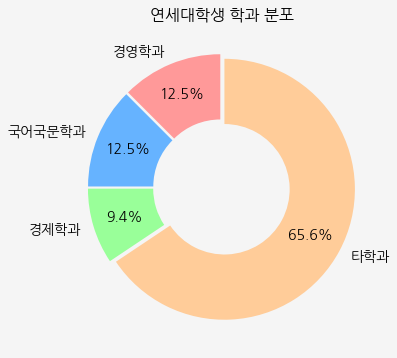 연세대학생 학과 분포
경영학과
12.5%
국어국문학과
12.5%
경제학과
9.4%
65.6%
타학과